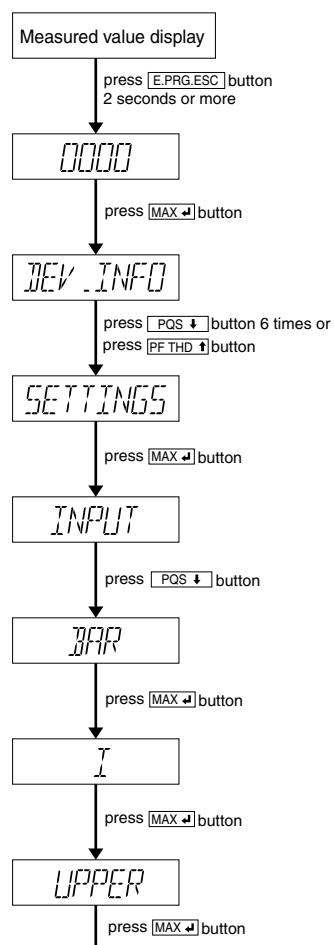 Measured value display
press E.PRG.ESC button
2 seconds or more
0000
press MAX ↵ button
DEV.INFO
press PQS ⬇ button 6 times or
press PF THD ⬆ button
SETTINGS
press MAX ↵ button
INPUT
press PQS ⬇ button
BAR
press MAX ↵ button
I
press MAX ↵ button
UPPER
press MAX ↵ button